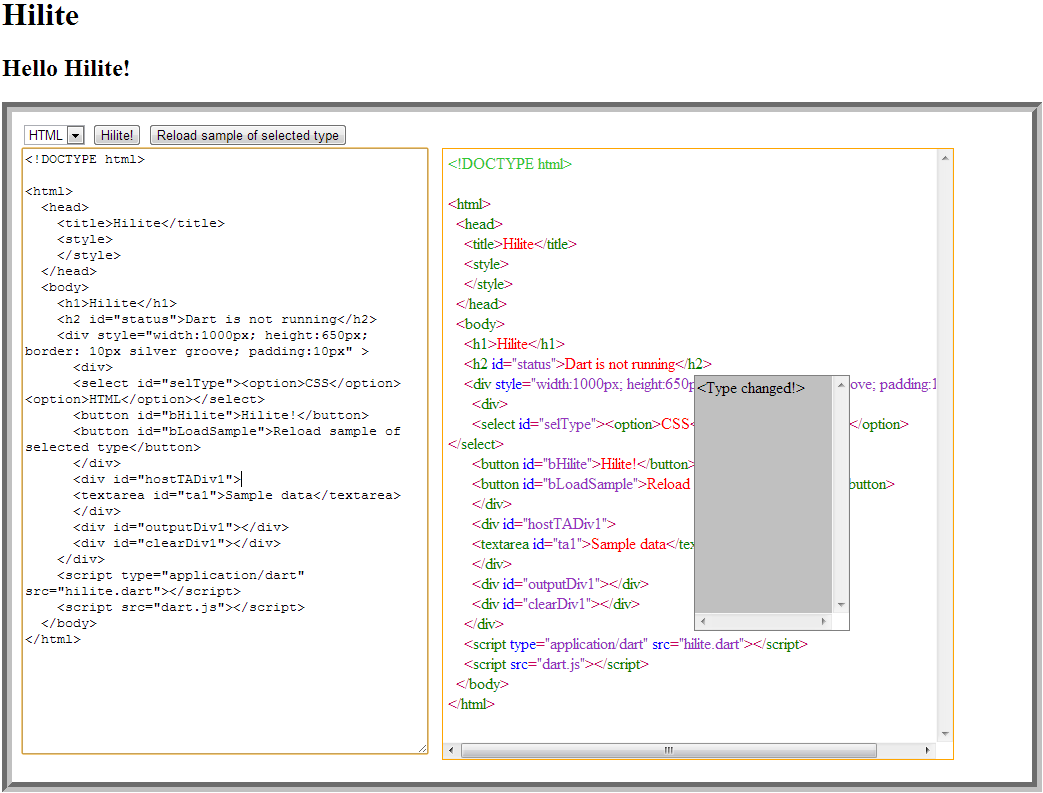 Hilite
Hello Hilite!
HTML Hilite! Reload sample of selected type
<!DOCTYPE html>
<html>
<head>
<title>Hilite</title>
<style>
</style>
</head>
<body>
<h1>Hilite</h1>
<h2 id="status">Dart is not running</h2>
<div style="width:1000px; height:650px;
border: 10px silver groove; padding:10px" >
<div>
<select id="selType"><option>CSS</option>
<option>HTML</option></select>
<button id="bHilite">Hilite!</button>
<button id="bLoadSample">Reload sample of
selected type</button>
</div>
<div id="hostTADiv1">
<textarea id="ta1">Sample data</textarea>
</div>
<div id="outputDiv1"></div>
<div id="clearDiv1"></div>
</div>
<script type="application/dart"
src="hilite.dart"></script>
<script src="dart.js"></script>
</body>
</html>
<!DOCTYPE html>
<html>
<head>
<title>Hilite</title>
<style>
</style>
</head>
<body>
<h1>Hilite</h1>
<h2 id="status">Dart is not running</h2>
<div style="width:1000px; height:650p ove; padding:1
<div>
<select id="selType"><option>CSS< </option>
</select>
<button id="bHilite">Hilite!</button>
<button id="bLoadSample">Reload button>
</div>
<div id="hostTADiv1">
<textarea id="ta1">Sample data</tex
</div>
<div id="outputDiv1"></div>
<div id="clearDiv1"></div>
</div>
<script type="application/dart" src="hilite.dart"></script>
<script src="dart.js"></script>
</body>
</html>
<Type changed!>